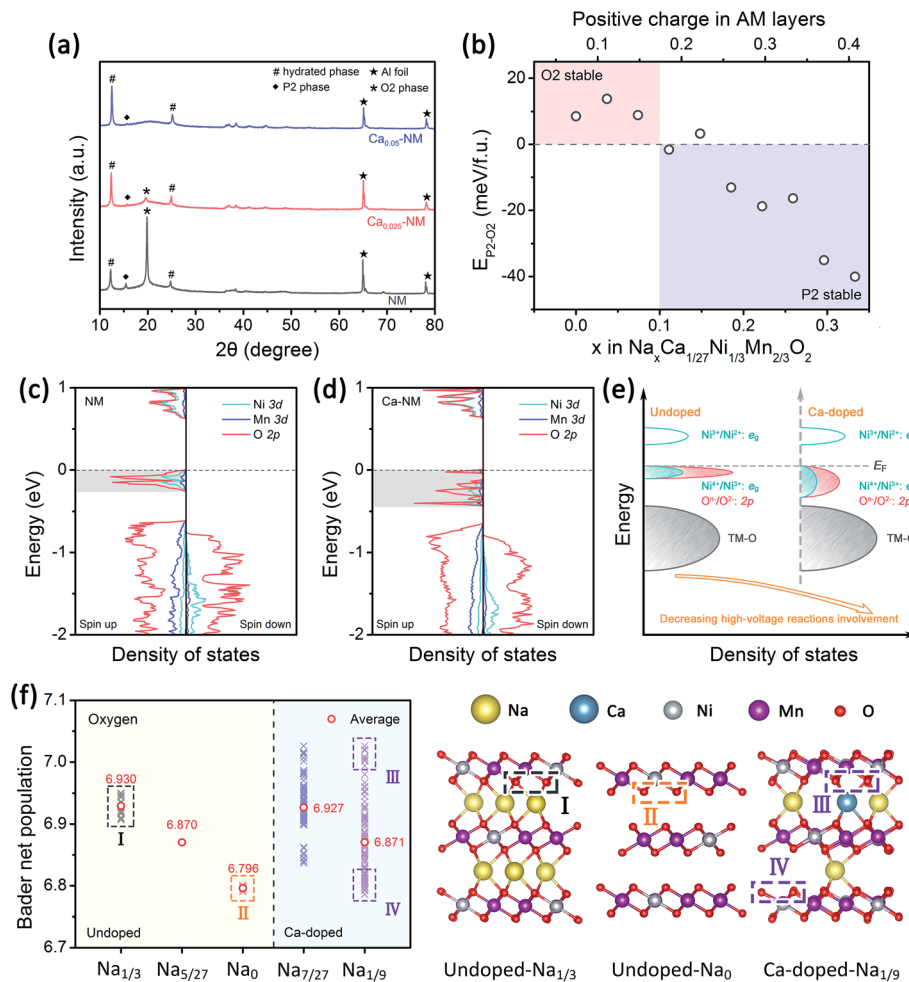 (a)
# hydrated phase ★ Al foil
◆ P2 phase * O2 phase
#
◆
#
★
★
Ca0.05-NM
#
◆
*
#
★
★
Ca0.025-NM
#
◆
*
#
★
★
NM
Intensity (a.u.)
10 20 30 40 50 60 70 80
2θ (degree)
(b)
Positive charge in AM layers
0.1 0.2 0.3 0.4
O2 stable
P2 stable
20
0
-20
-40
E_P2-O2 (meV/f.u.)
0.0 0.1 0.2 0.3
x in NaxCa1/27Ni1/3Mn2/3O2
(c)
NM
Ni 3d
Mn 3d
O 2p
1
0
-1
-2
Energy (eV)
Spin up Spin down
Density of states
(d)
Ca-NM
Ni 3d
Mn 3d
O 2p
1
0
-1
-2
Energy (eV)
Spin up Spin down
Density of states
(e)
Undoped Ca-doped
Ni3+/Ni2+: eg
EF
Ni4+/Ni3+: eg
On-/O2-: 2p
TM-O
Decreasing high-voltage reactions involvement
Energy
Density of states
(f)
7.1
7.0
6.9
6.8
6.7
Bader net population
Oxygen
Average
6.930
I
6.870
6.796
II
6.927
III
6.871
IV
Undoped Ca-doped
Na1/3 Na5/27 Na0 Na7/27 Na1/9
Na Ca Ni Mn O
I
II
III
IV
Undoped-Na1/3 Undoped-Na0 Ca-doped-Na1/9